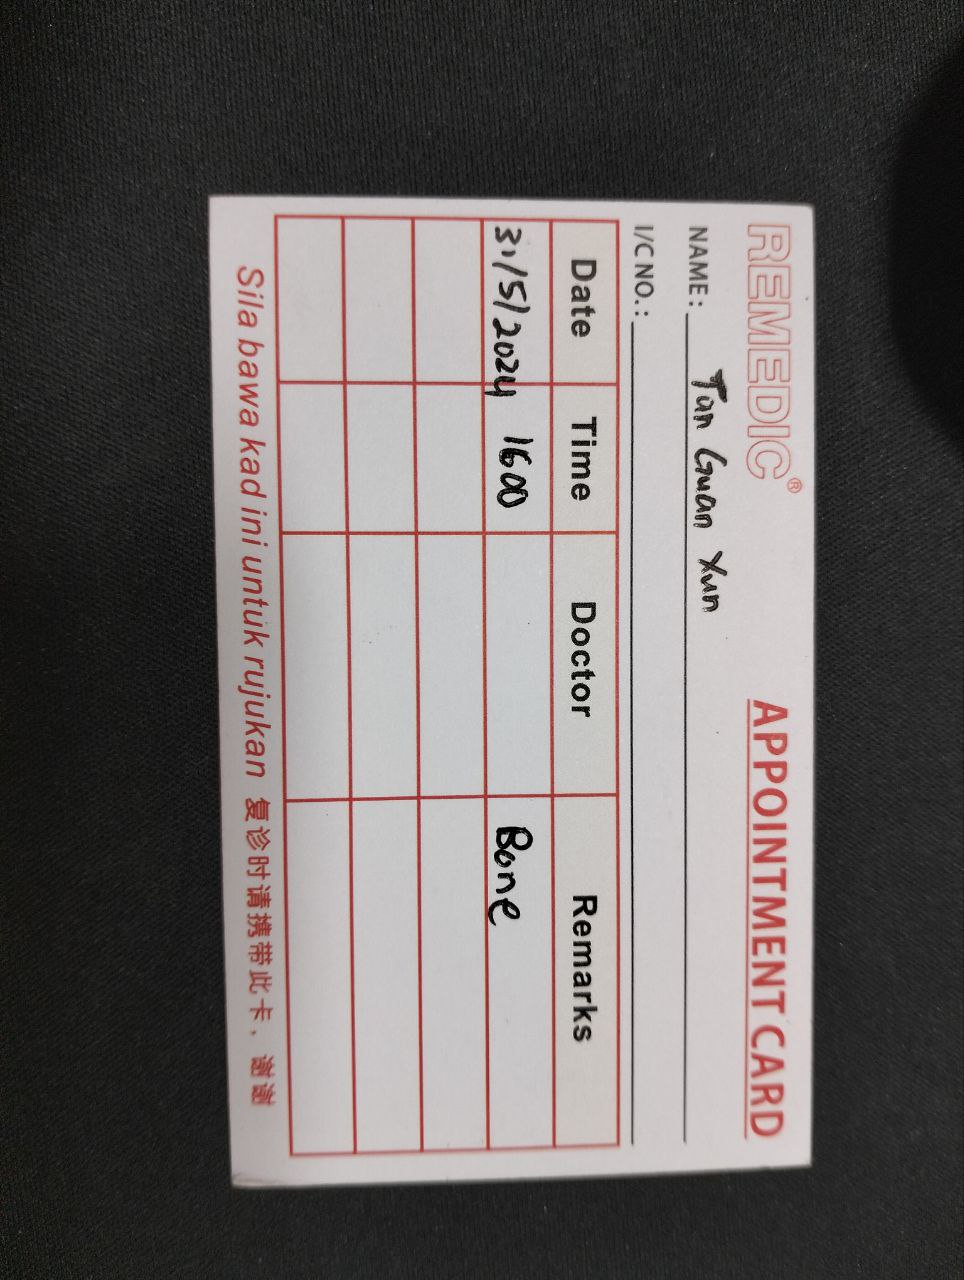 REMEDIC®
APPOINTMENT CARD
NAME: Tan Guan Xun
I/C NO.:
Date Time Doctor Remarks
31/5/2024 1600 Bone
Sila bawa kad ini untuk rujukan 复诊时请携带此卡．谢谢